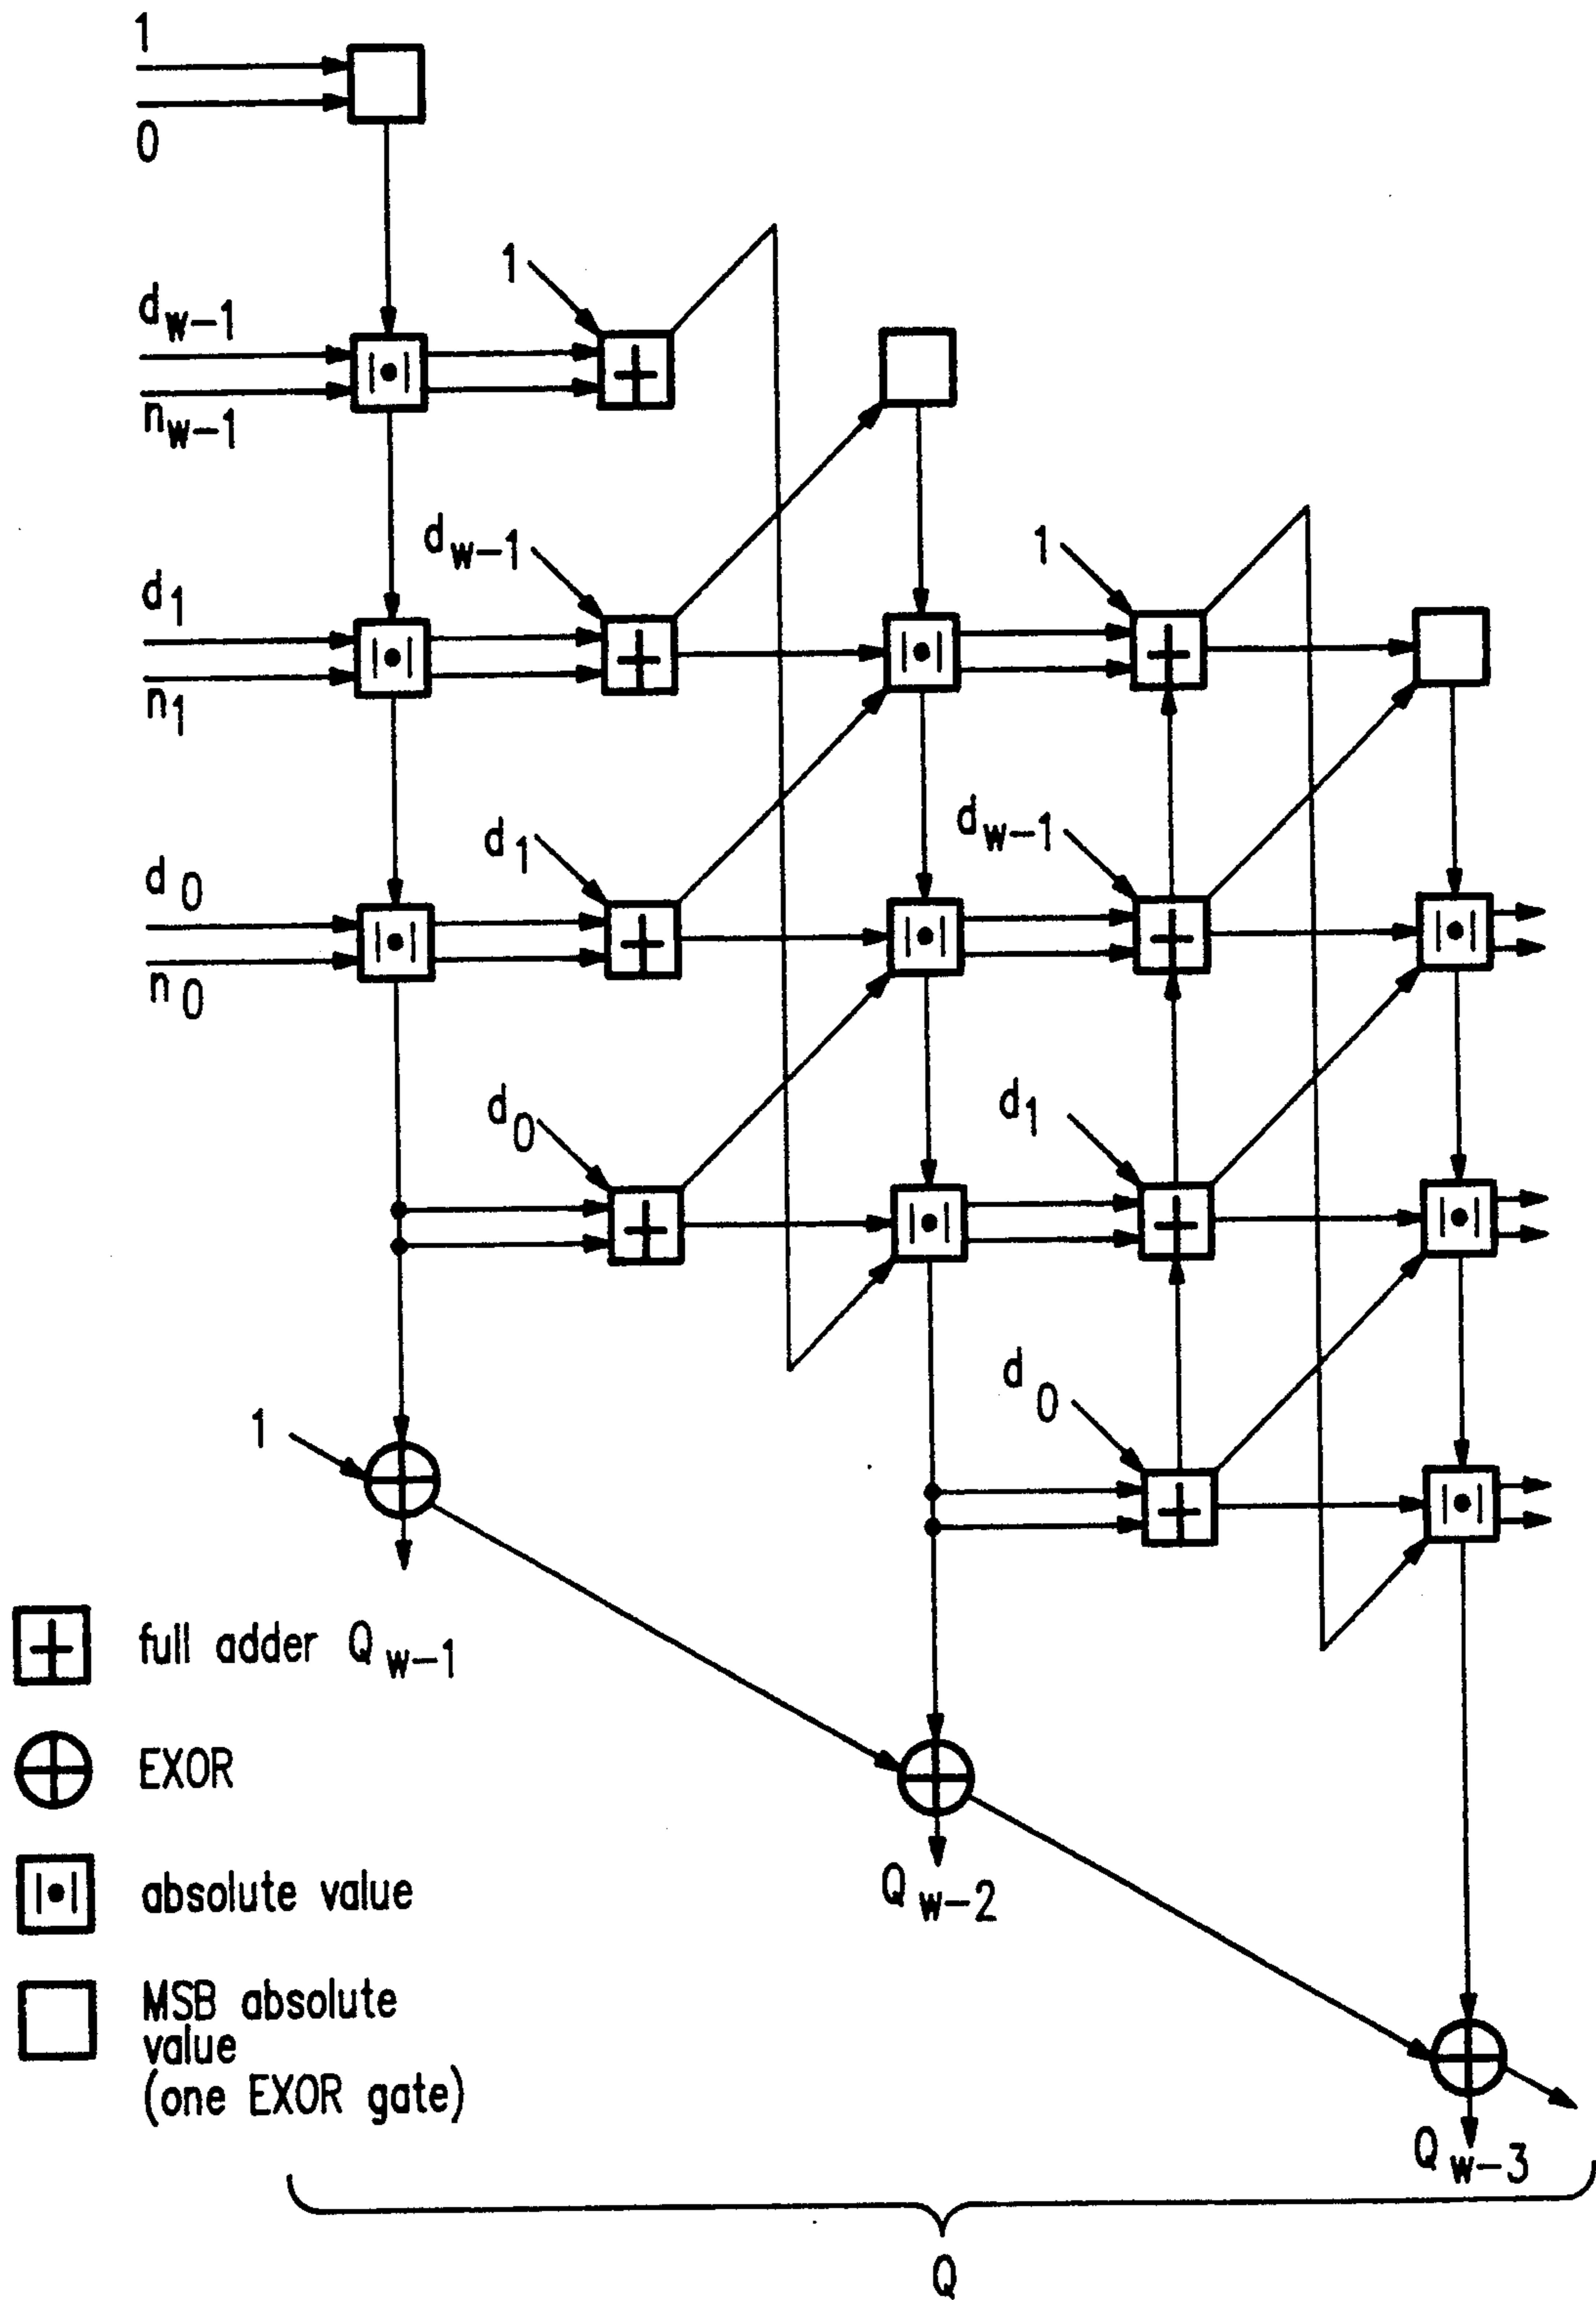 1
0
1
d w-1
n w-1
d w-1
1
d 1
n 1
d 1
d w-1
d 0
n 0
d 0
d 1
d 0
1
full adder Q w-1
EXOR
Q w-2
absolute value
MSB absolute
value
(one EXOR gate)
Q w-3
Q